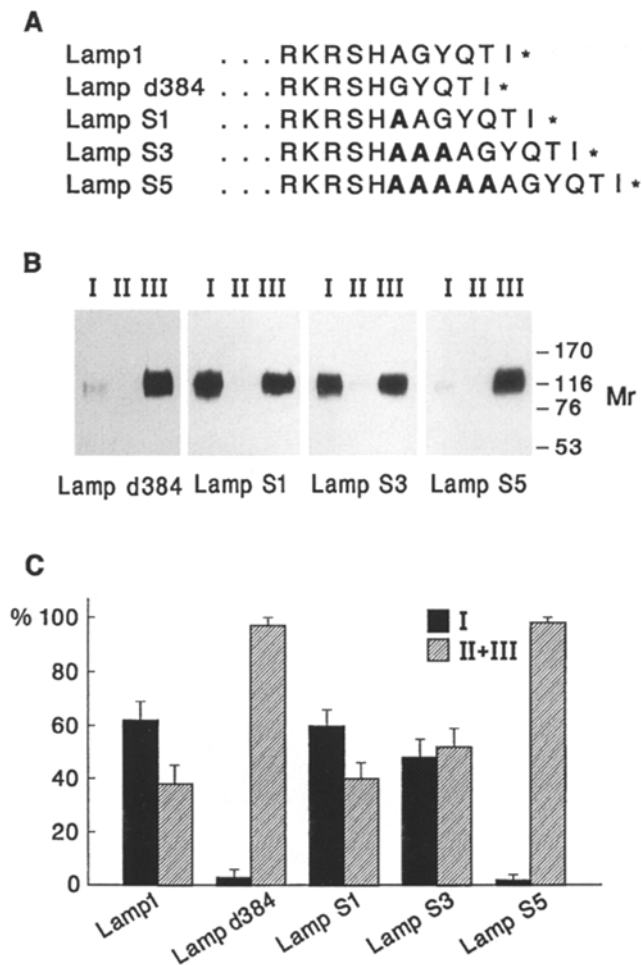 A
Lamp1 . . . RKRSHAGYQTI*
Lamp d384 . . . RKRSHGYQTI*
Lamp S1 . . . RKRSHAAGYQTI*
Lamp S3 . . . RKRSHAAAAGYQTI*
Lamp S5 . . . RKRSHAAAAAAGYQTI*
B
I II III I II III I II III I II III
170
116
Mr
76
53
Lamp d384 Lamp S1 Lamp S3 Lamp S5
C
% 100
80
60
40
20
0
I
II+III
Lamp1 Lamp d384 Lamp S1 Lamp S3 Lamp S5